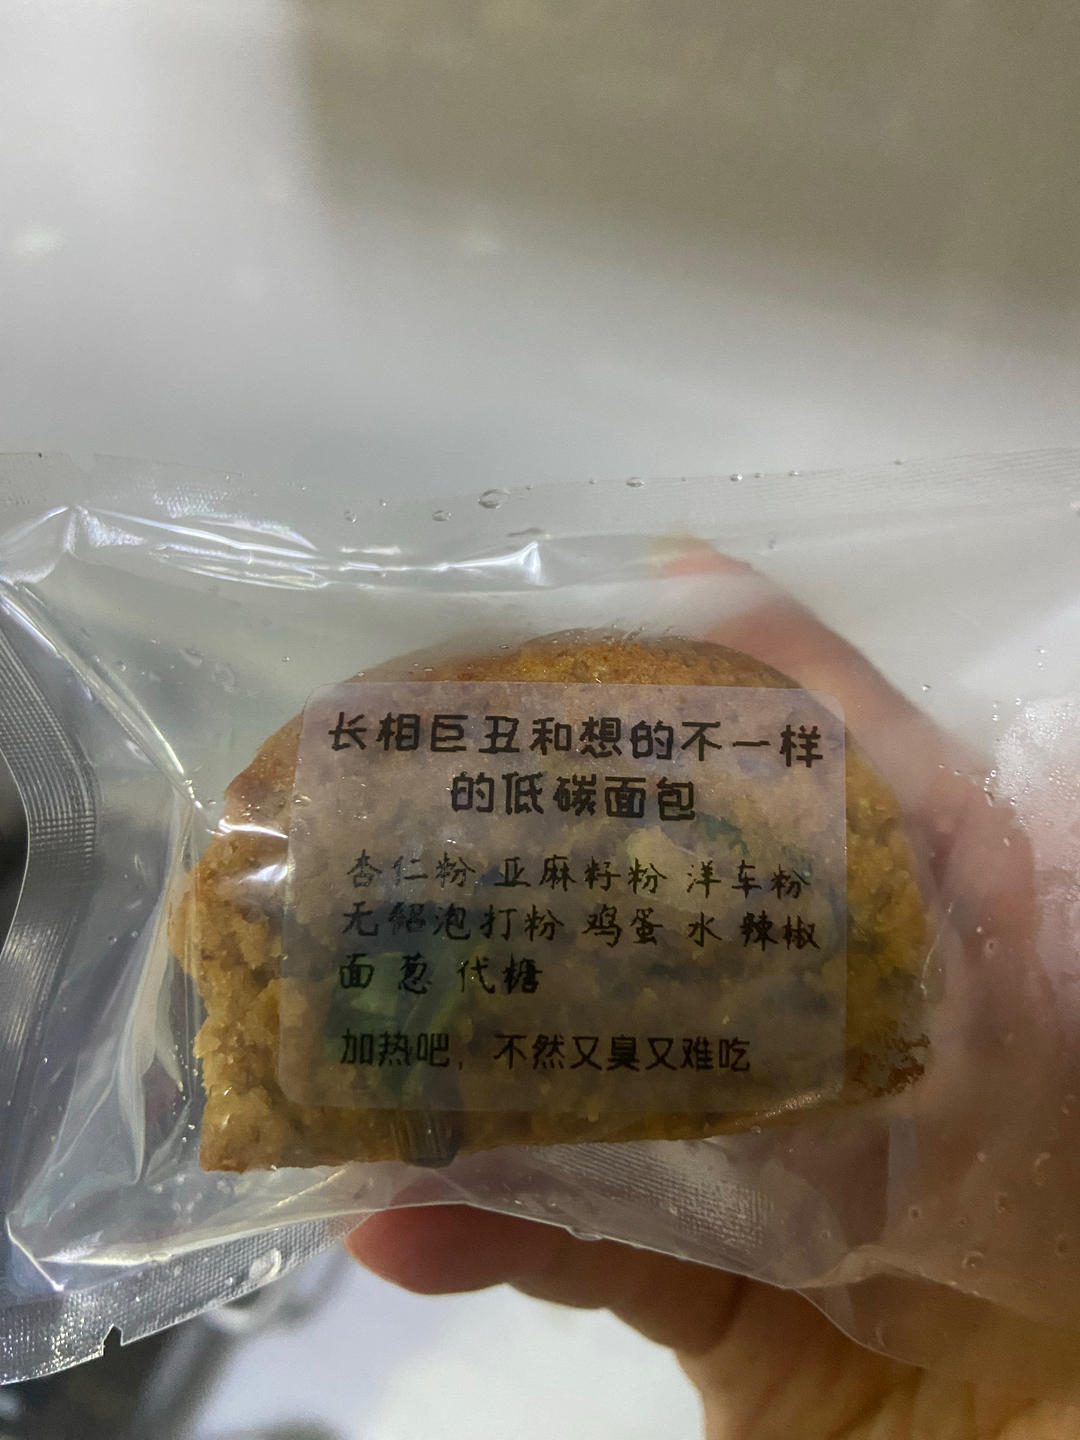 长相巨丑和想的不一样
的低碳面包
杏仁粉 亚麻籽粉 洋车粉
无铝泡打粉 鸡蛋 水 辣椒
面 葱 代糖
加热吧，不然又臭又难吃